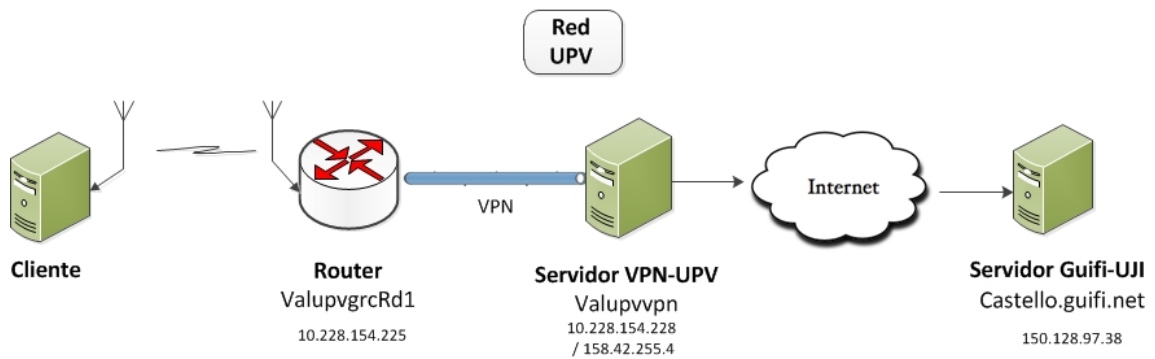 Red
UPV
VPN
Internet
Cliente
Router
ValupvgrcRd1
10.228.154.225
Servidor VPN-UPV
Valupvvpn
10.228.154.228
/ 158.42.255.4
Servidor Guifi-UJI
Castello.guifi.net
150.128.97.38